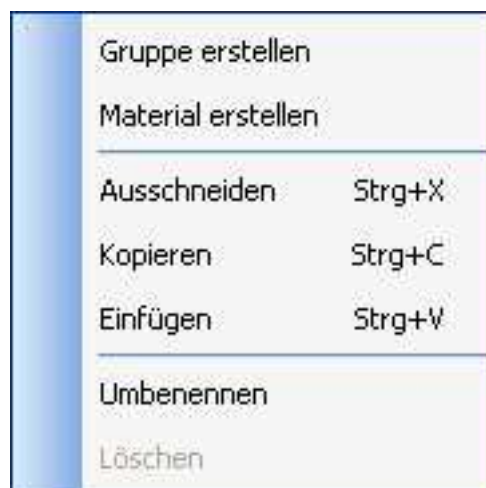 Gruppe erstellen
Material erstellen
Ausschneiden Strg+X
Kopieren Strg+C
Einfügen Strg+V
Umbenennen
Löschen